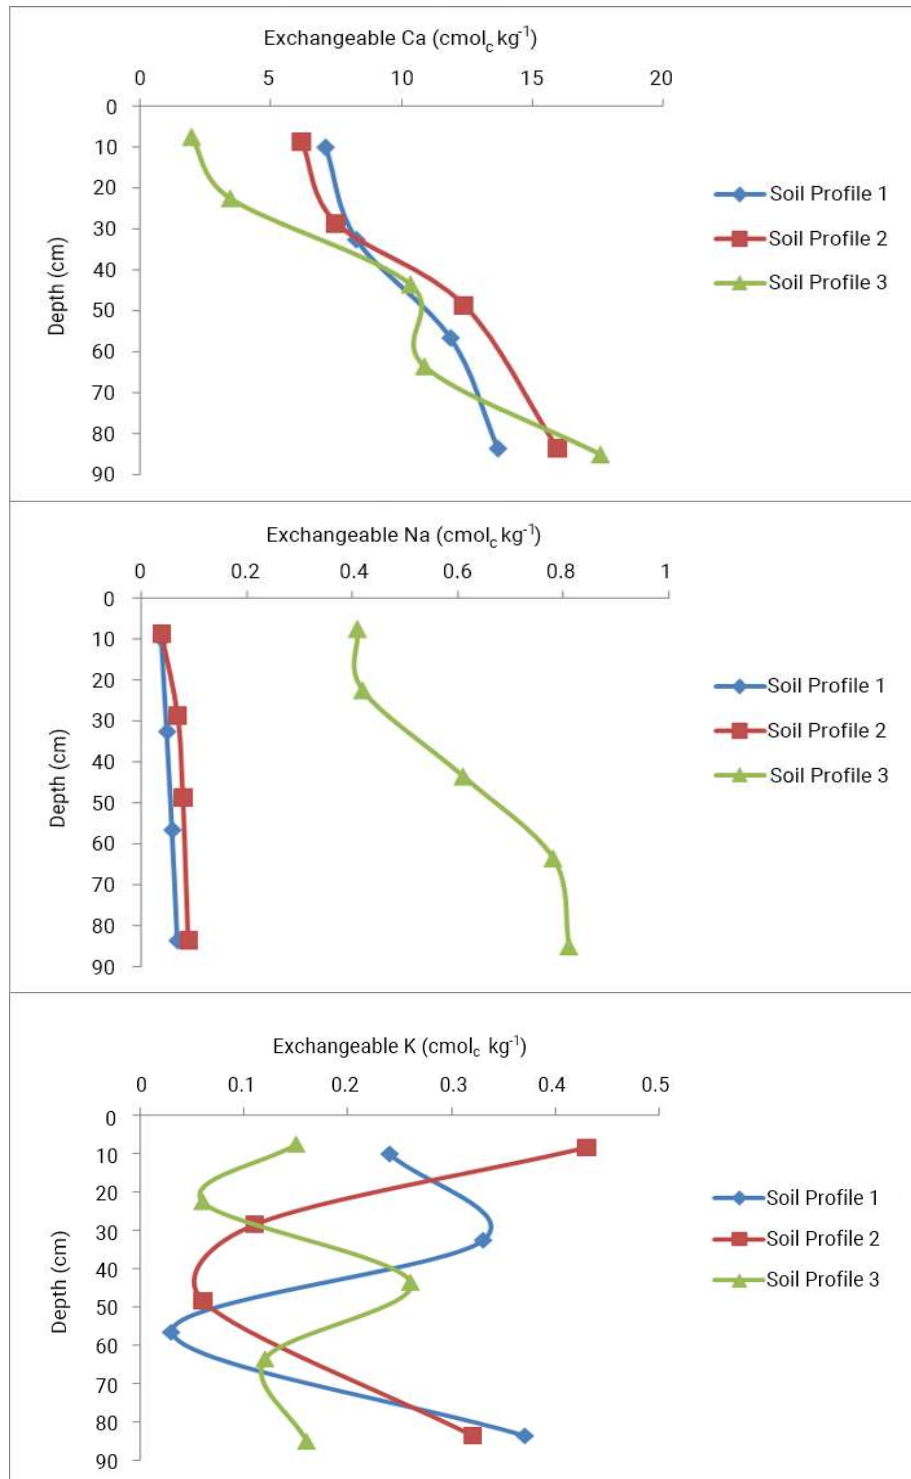 Exchangeable Ca (cmolc kg-1)
0 5 10 15 20
0
10
20
30
40
50
60
70
80
90
Depth (cm)
Soil Profile 1
Soil Profile 2
Soil Profile 3
Exchangeable Na (cmolc kg-1)
0 0.2 0.4 0.6 0.8 1
0
10
20
30
40
50
60
70
80
90
Depth (cm)
Soil Profile 1
Soil Profile 2
Soil Profile 3
Exchangeable K (cmolc kg-1)
0 0.1 0.2 0.3 0.4 0.5
0
10
20
30
40
50
60
70
80
90
Depth (cm)
Soil Profile 1
Soil Profile 2
Soil Profile 3